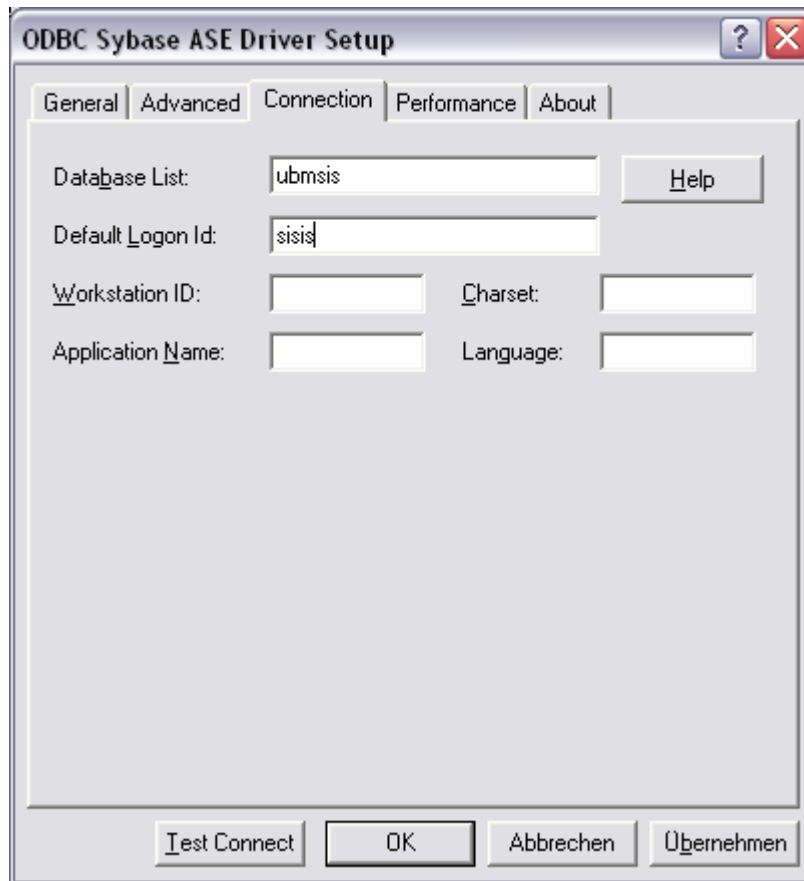 ODBC Sybase ASE Driver Setup ?
General Advanced Connection Performance About
Database List: ubmsis Help
Default Logon Id: sisis
Workstation ID: Charset:
Application Name: Language:
Test Connect OK Abbrechen Übernehmen